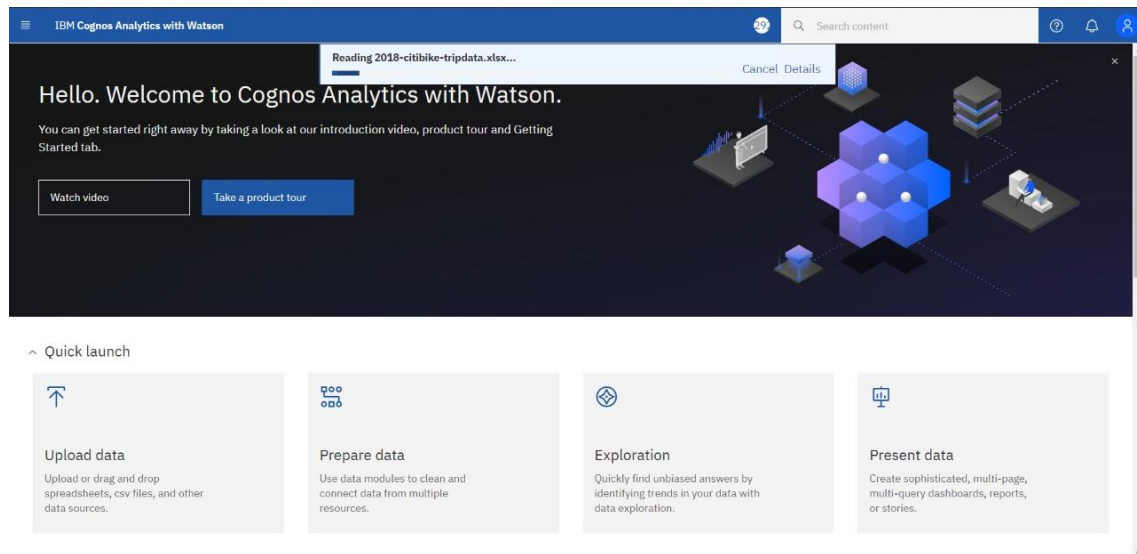 IBM Cognos Analytics with Watson
Search content
Reading 2018-citibike-tripdata.xlsx...
Cancel Details
Hello. Welcome to Cognos Analytics with Watson.
You can get started right away by taking a look at our introduction video, product tour and Getting
Started tab.
Watch video
Take a product tour
Quick launch
Upload data
Upload or drag and drop
spreadsheets, csv files, and other
data sources.
Prepare data
Use data modules to clean and
connect data from multiple
resources.
Exploration
Quickly find unbiased answers by
identifying trends in your data with
data exploration.
Present data
Create sophisticated, multi-page,
multi-query dashboards, reports,
or stories.